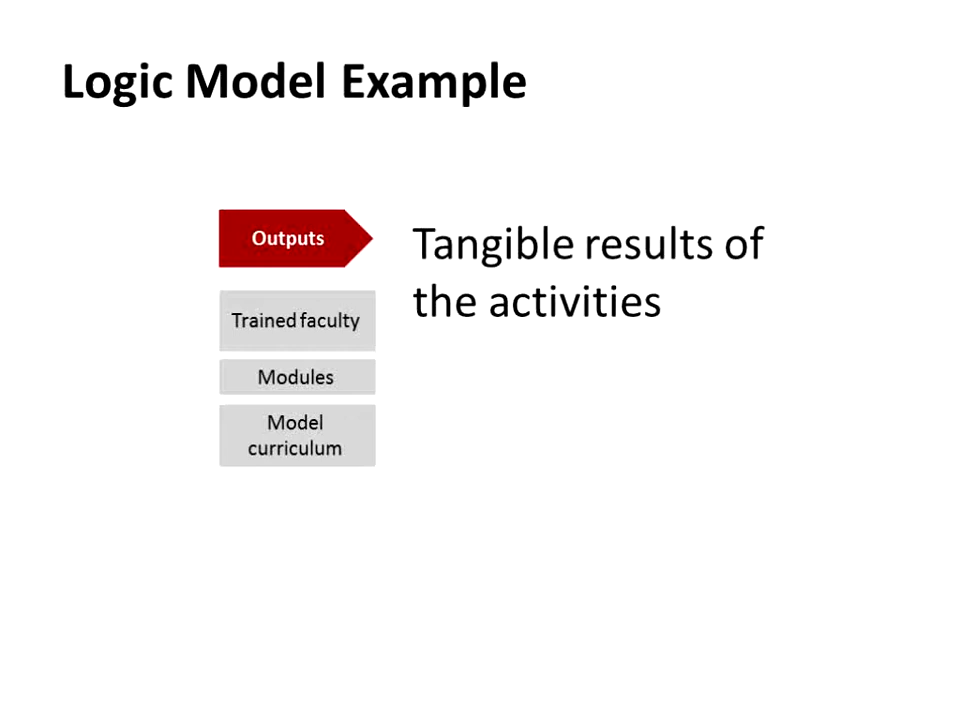 Logic Model Example
Outputs
Tangible results of
the activities
Trained faculty
Modules
Model
curriculum